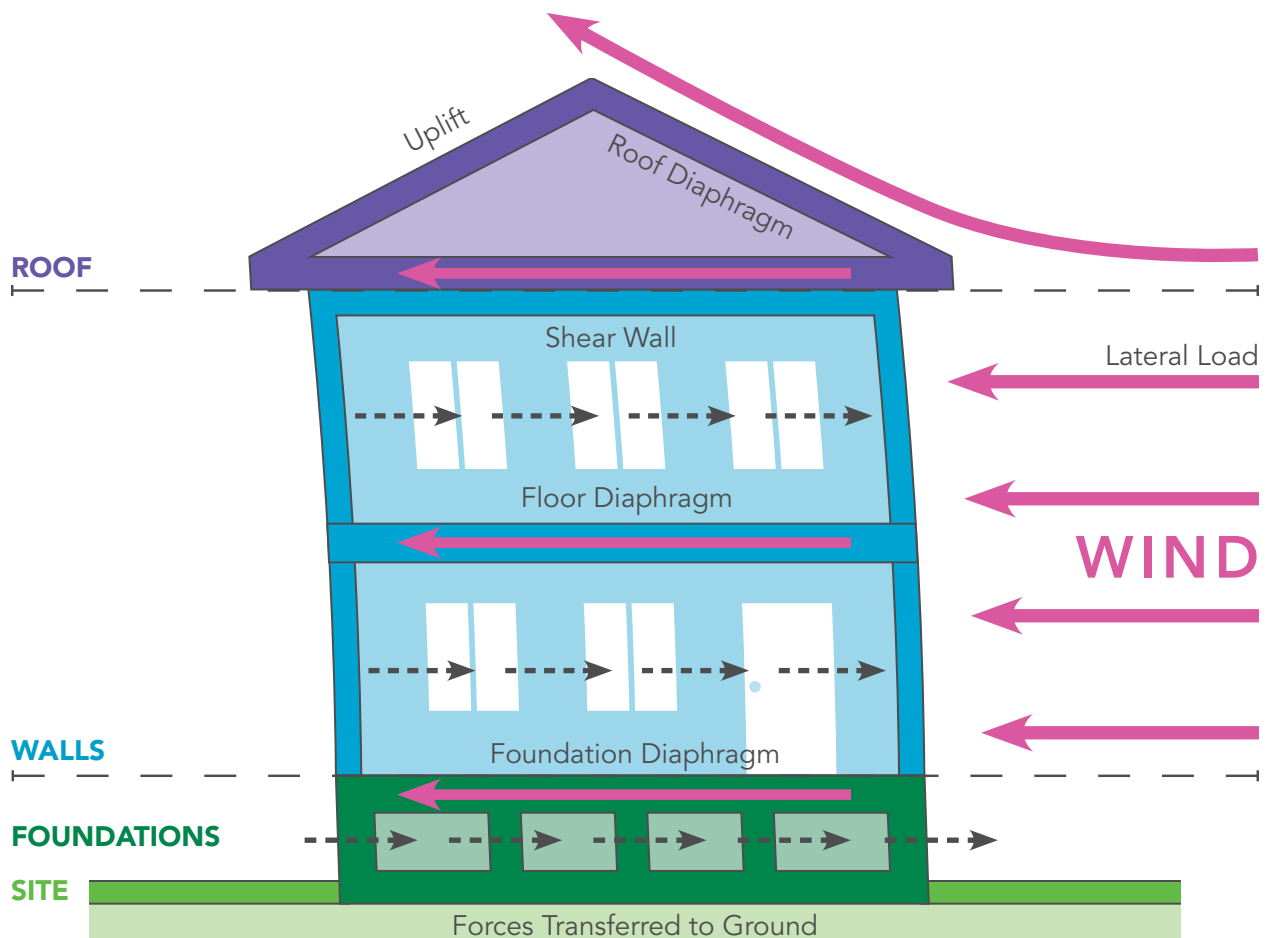 Uplift
Roof Diaphragm
ROOF
Shear Wall
Lateral Load
Floor Diaphragm
WIND
WALLS
Foundation Diaphragm
FOUNDATIONS
SITE
Forces Transferred to Ground